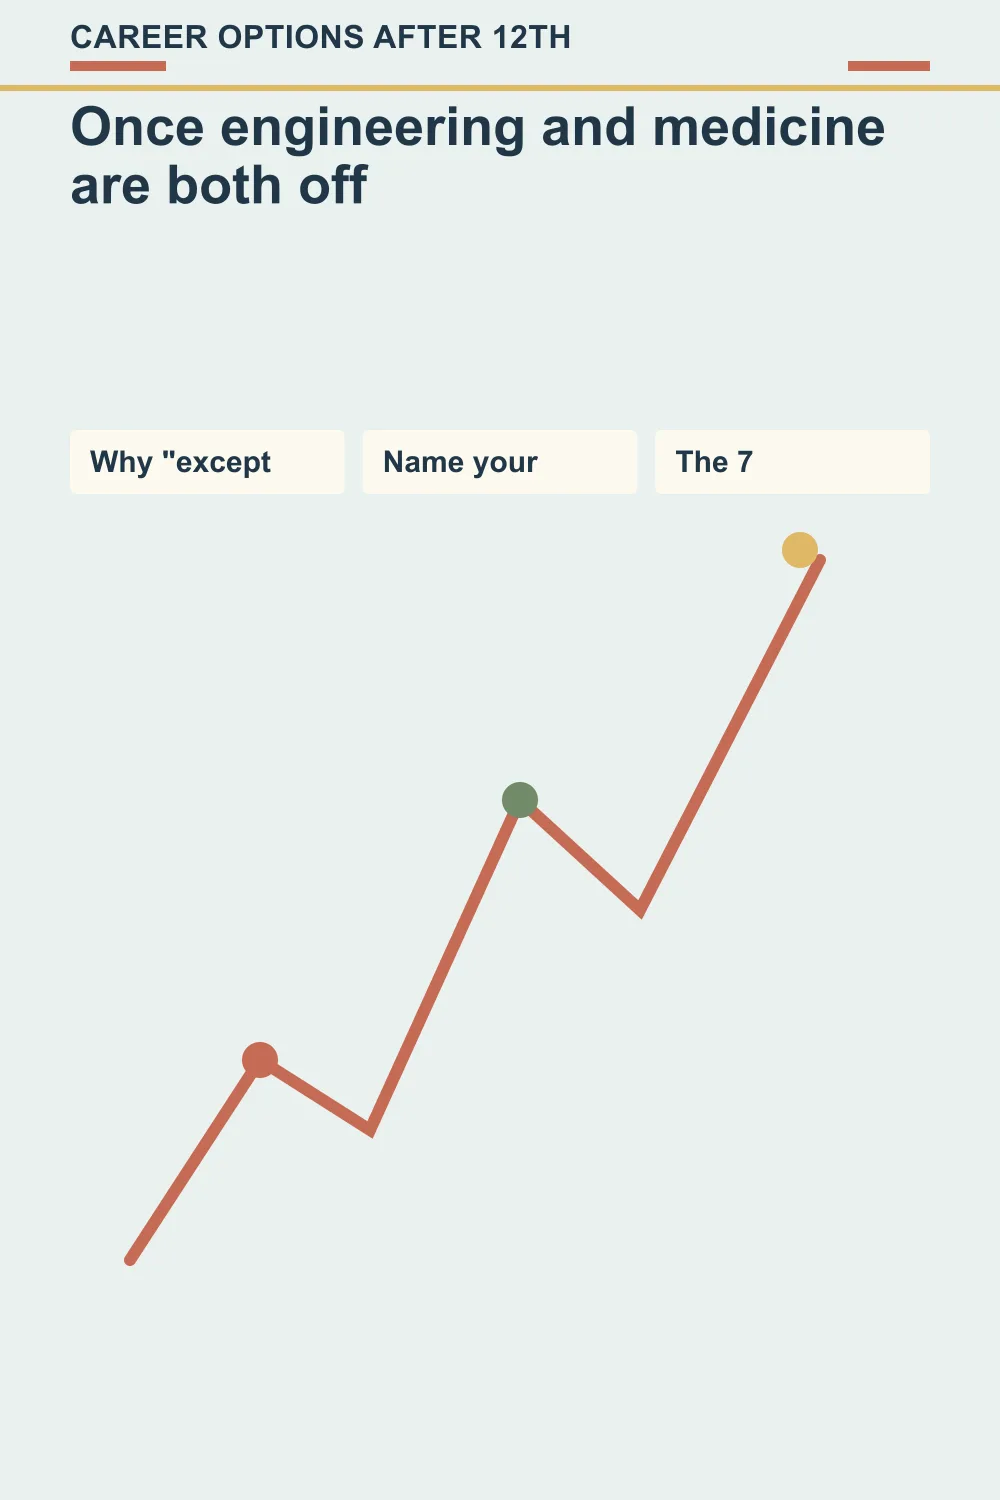 CAREER OPTIONS AFTER 12TH
Once engineering and medicine
are both off
Why "except
Name your
The 7